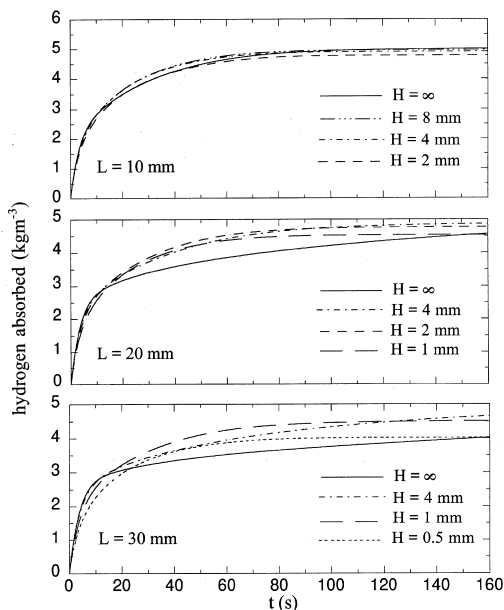 hydrogen absorbed (kgm-3)
6
5
4
3
2
1
0
H = ∞
H = 8 mm
H = 4 mm
H = 2 mm
L = 10 mm
5
4
3
2
1
0
H = ∞
H = 4 mm
H = 2 mm
H = 1 mm
L = 20 mm
5
4
3
2
1
0
H = ∞
H = 4 mm
H = 1 mm
H = 0.5 mm
L = 30 mm
0 20 40 60 80 100 120 140 160
t (s)